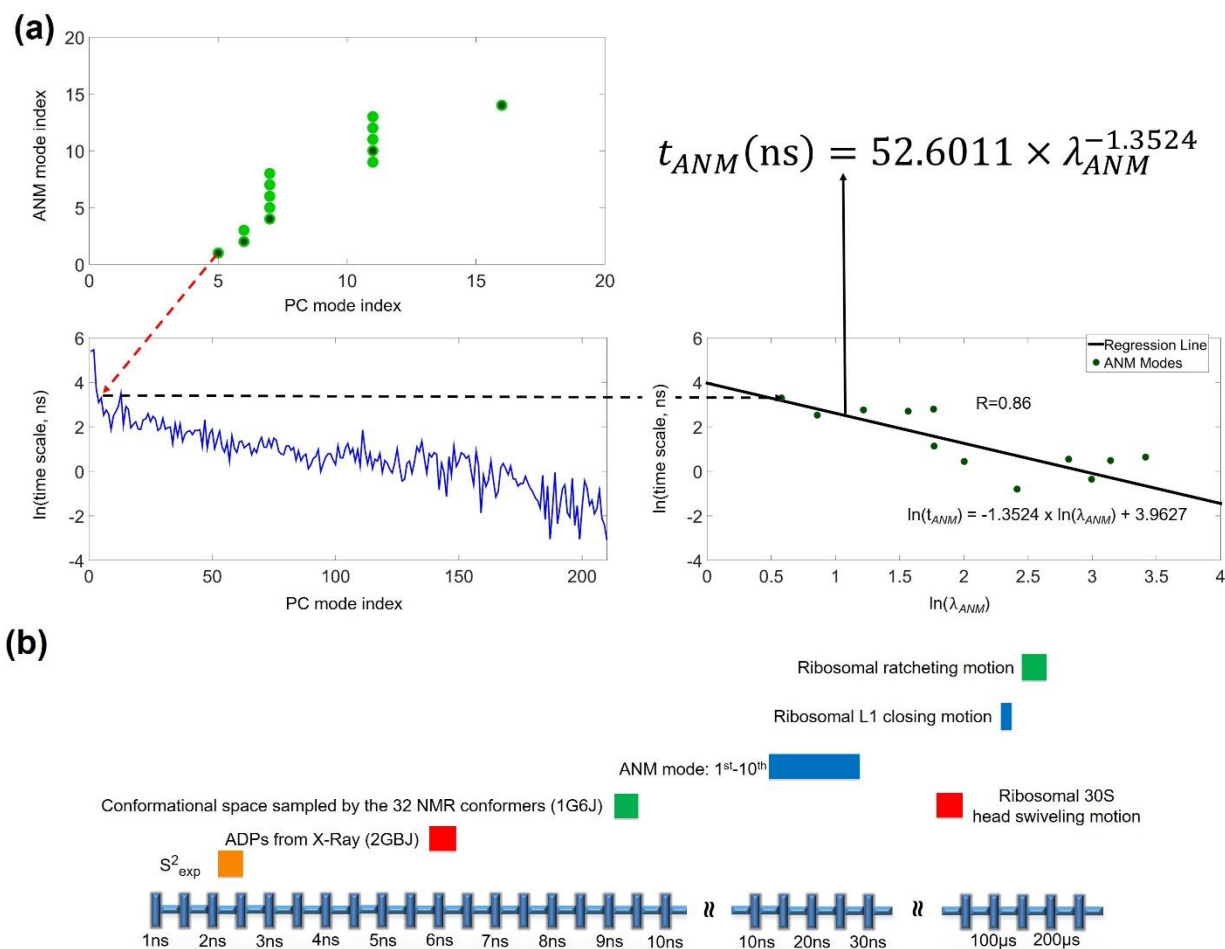 (a)
20
15
10
5
0
ANM mode index
0 5 10 15 20
PC mode index
t_ANM(ns) = 52.6011 × λ_ANM^-1.3524
6
4
2
0
-2
-4
ln(time scale, ns)
0 50 100 150 200
PC mode index
6
4
2
0
-2
-4
ln(time scale, ns)
Regression Line
ANM Modes
R=0.86
ln(t_ANM) = -1.3524 x ln(λ_ANM) + 3.9627
0 0.5 1 1.5 2 2.5 3 3.5 4
ln(λ_ANM)
(b)
Ribosomal ratcheting motion
Ribosomal L1 closing motion
ANM mode: 1st-10th
Conformational space sampled by the 32 NMR conformers (1G6J)
Ribosomal 30S
head swiveling motion
ADPs from X-Ray (2GBJ)
S²exp
≈ ≈
1ns 2ns 3ns 4ns 5ns 6ns 7ns 8ns 9ns 10ns 10ns 20ns 30ns 100µs 200µs